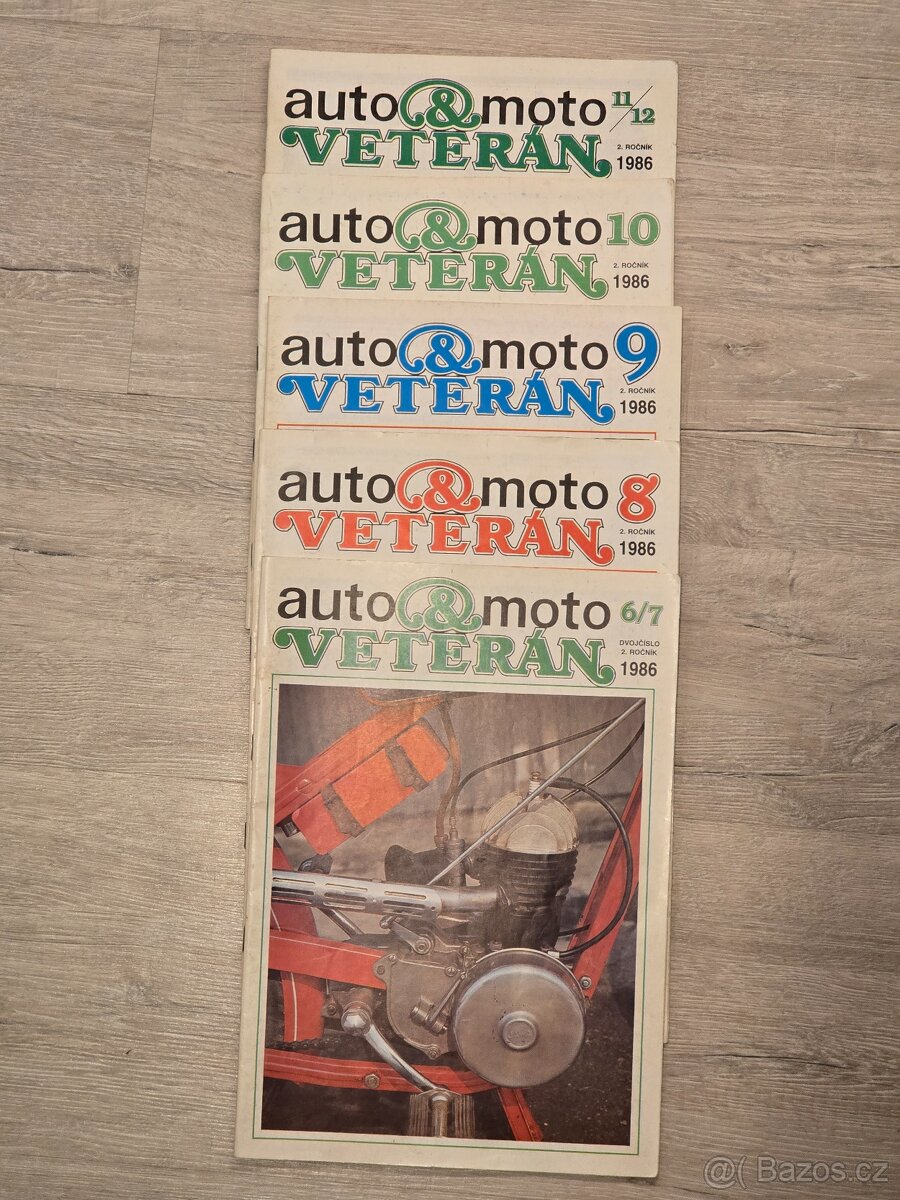 auto & moto 11/12
VETERÁN
2. ROČNÍK
1986
auto & moto 10
VETERÁN
2. ROČNÍK
1986
auto & moto 9
VETERÁN
2. ROČNÍK
1986
auto & moto 8
VETERÁN
2. ROČNÍK
1986
auto & moto 6/7
VETERÁN
DVOJČÍSLO
2. ROČNÍK
1986
@( Bazos.cz